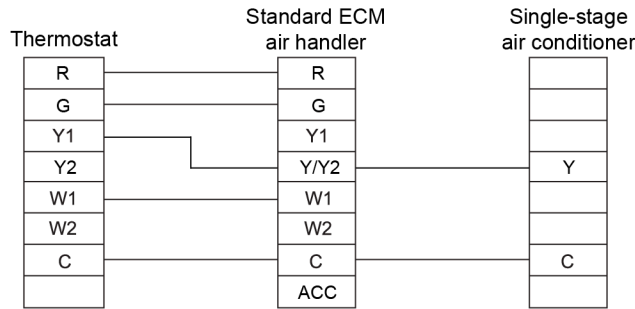 Thermostat
R
G
Y1
Y2
W1
W2
C
Standard ECM
air handler
R
G
Y1
Y/Y2
W1
W2
C
ACC
Single-stage
air conditioner
Y
C